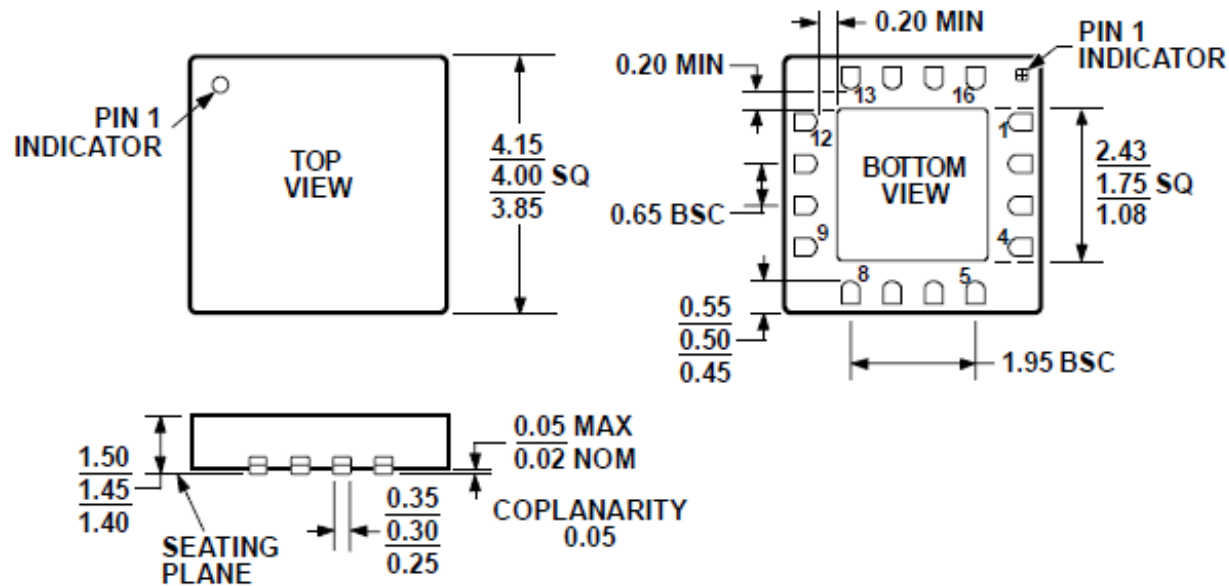 PIN 1
INDICATOR
TOP
VIEW
4.15
4.00 SQ
3.85
0.20 MIN
0.20 MIN
PIN 1
INDICATOR
13
16
12
1
BOTTOM
VIEW
2.43
1.75 SQ
1.08
0.65 BSC
9
4
8
5
0.55
0.50
0.45
1.95 BSC
1.50
1.45
1.40
SEATING
PLANE
0.35
0.30
0.25
0.05 MAX
0.02 NOM
COPLANARITY
0.05